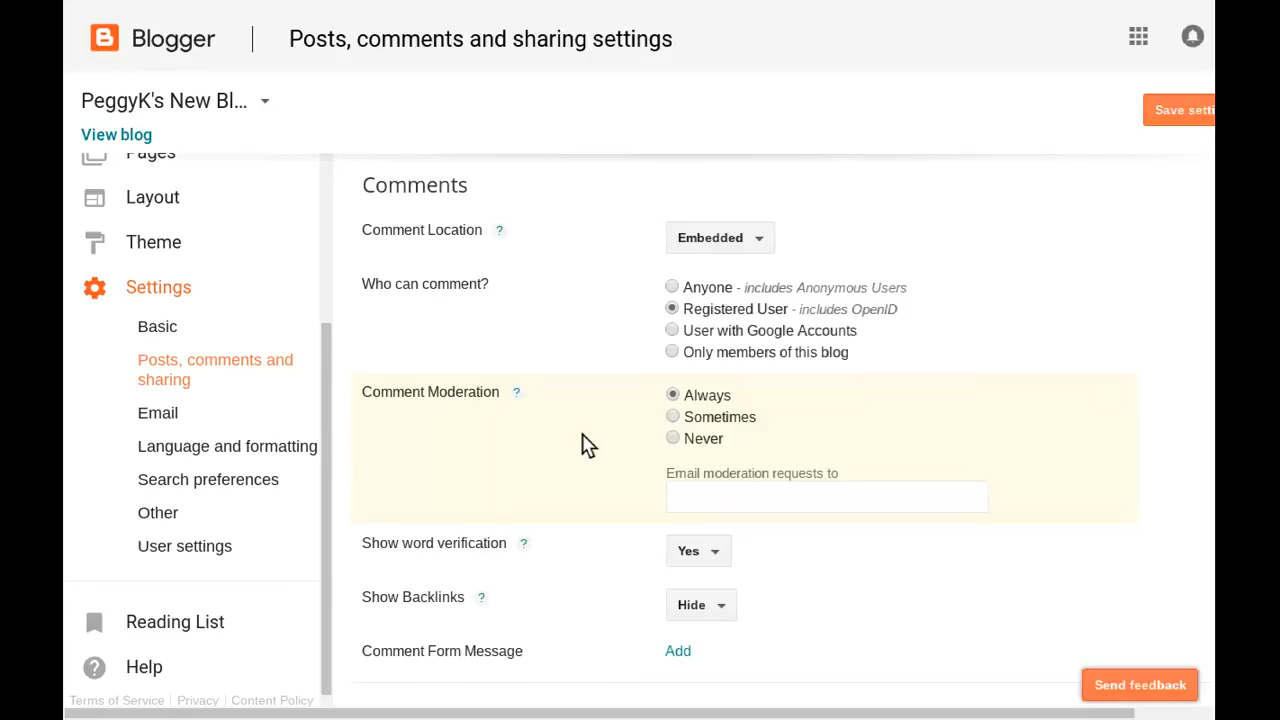 Blogger
Posts, comments and sharing settings
PeggyK's New Bl...
Save setti
View blog
Pages
Layout
Theme
Settings
Basic
Posts, comments and
sharing
Email
Language and formatting
Search preferences
Other
User settings
Reading List
Help
Terms of Service | Privacy | Content Policy
Comments
Comment Location ?
Embedded
Who can comment?
Anyone - includes Anonymous Users
Registered User - includes OpenID
User with Google Accounts
Only members of this blog
Comment Moderation ?
Always
Sometimes
Never
Email moderation requests to
Show word verification ?
Yes
Show Backlinks ?
Hide
Comment Form Message
Add
Send feedback